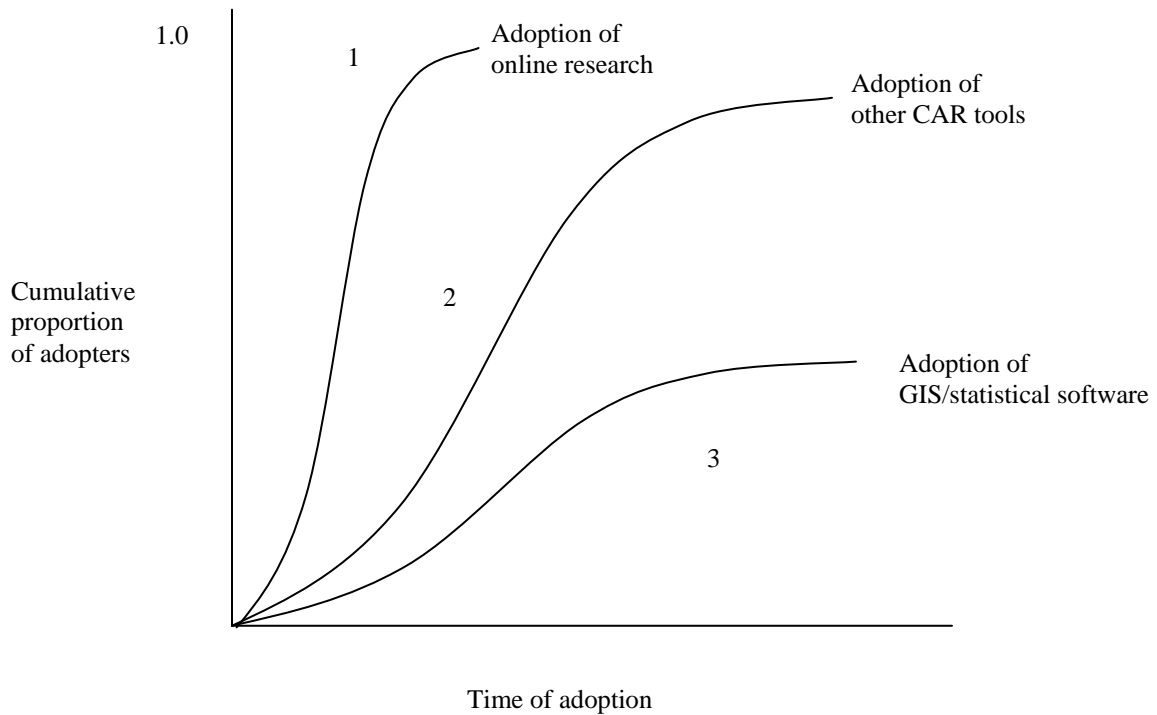 1.0
1
Adoption of
online research
Adoption of
other CAR tools
Cumulative
proportion
of adopters
2
Adoption of
GIS/statistical software
3
Time of adoption